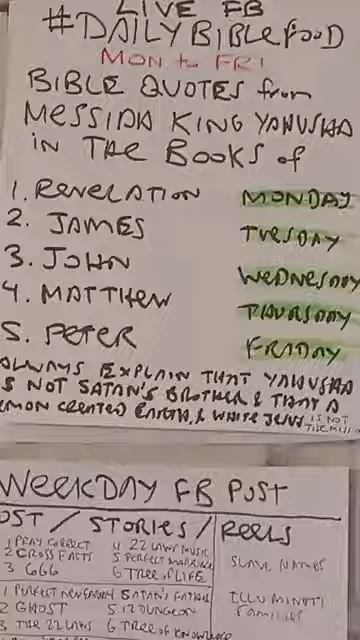 LIVE FB
#DAILYBIBLEFOOD
MON to FRI
BIBLE QUOTES from
MESSIAH KING YAHUSHA
IN THE BOOKS of
1. REVELATION MONDAY
2. JAMES TUESDAY
3. JOHN WEDNESDAY
4. MATTHEW THURSDAY
5. PETER FRIDAY
ALWAYS EXPLAIN THAT YAHUSHA
IS NOT SATAN'S BROTHER & THAT A
DEMON CREATED EARTH, & WHITE JESUS IS NOT
WEEKDAY FB POST
POST / STORIES / REELS
1 PRAY CORRECT 4 22 LAWS MUSIC
2 CROSS FACTS 5 PERFECT MARRIAGE SLAVE NAMES
3 666 6 TREE of LIFE
1 PERFECT 4 SATAN'S FATHER ILLUMINATI
2 GHOST 5 12 DUNGEON FAMILIES
3 THE 22 LAWS 6 TREE of KNOWLEDGE